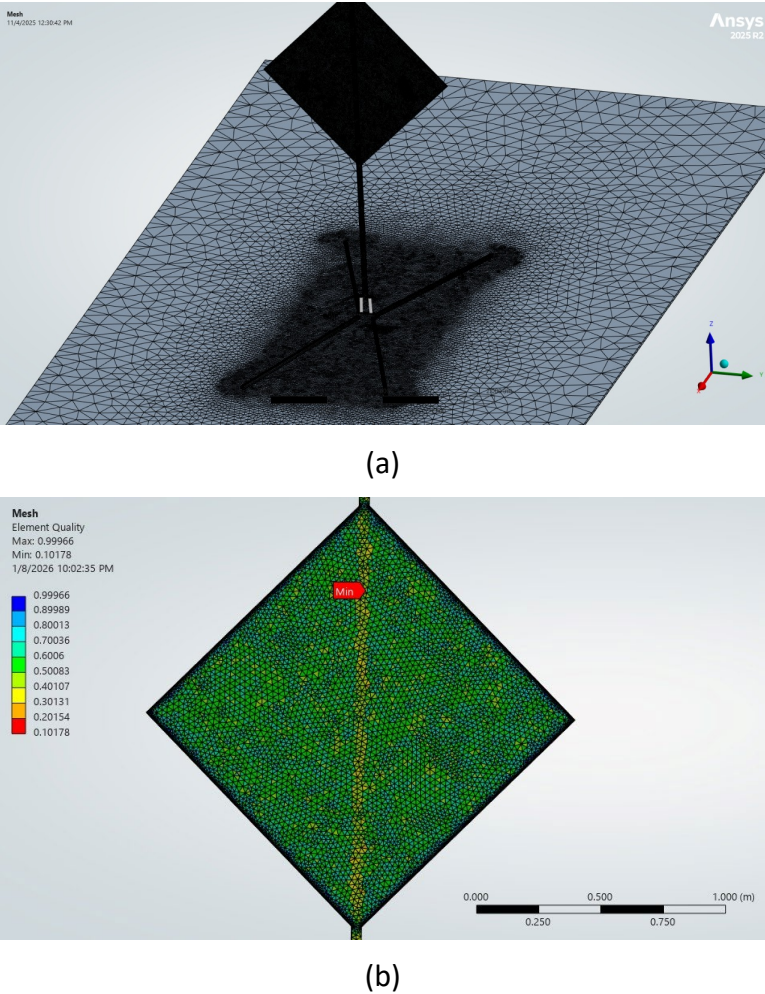 Mesh
11/4/2025 12:30:42 PM
Ansys
2025 R2
Z
Y
(a)
Mesh
Element Quality
Max: 0.99966
Min: 0.10178
1/8/2026 10:02:35 PM
0.99966
0.89989
0.80013
0.70036
0.6006
0.50083
0.40107
0.30131
0.20154
0.10178
Min
0.000 0.500 1.000 (m)
0.250 0.750
(b)